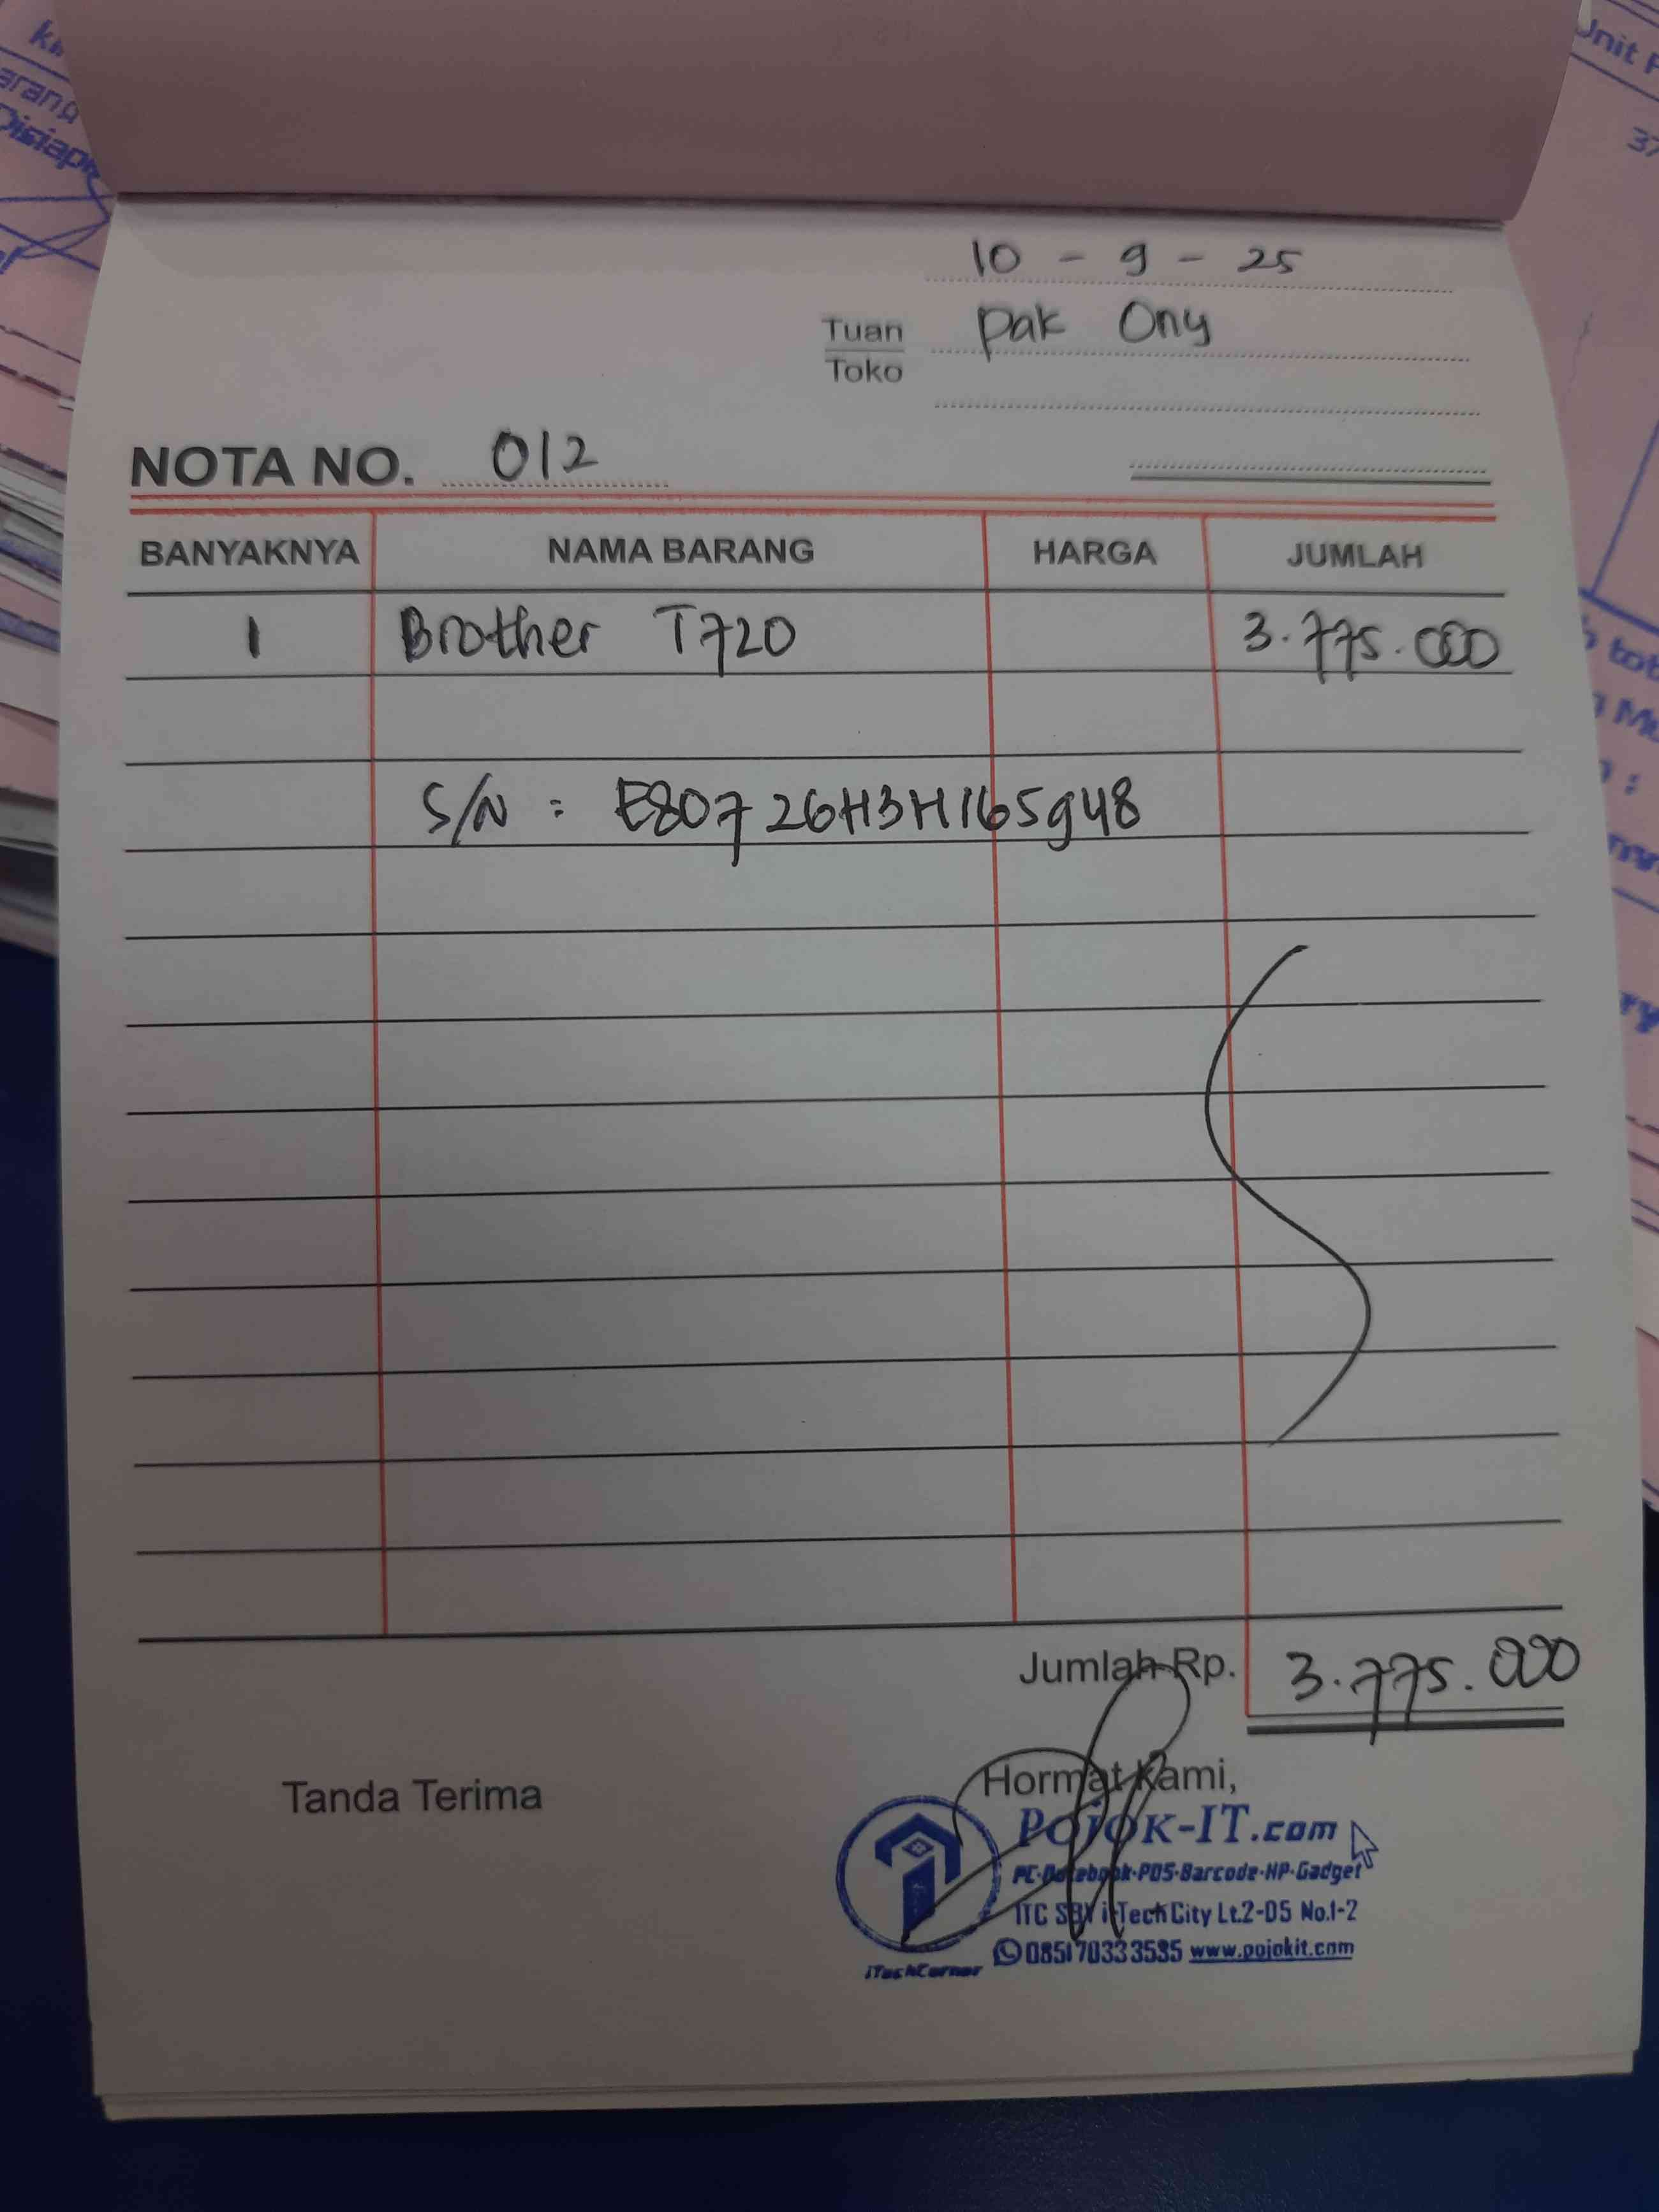 10 - 9 - 25
Tuan
Toko
Pak Ony
NOTA NO. 012
BANYAKNYA NAMA BARANG HARGA JUMLAH
1 Brother T720 3.775.000
S/N : E80726H3H165948
Jumlah Rp. 3.775.000
Tanda Terima
Hormat Kami,
POJOK-IT.com
PC-Notebook-POS-Barcode-HP-Gadget
ITC SBY i-Tech City Lt.2-D5 No.1-2
085170333535 www.pojokit.com
iTechCorner
Unit